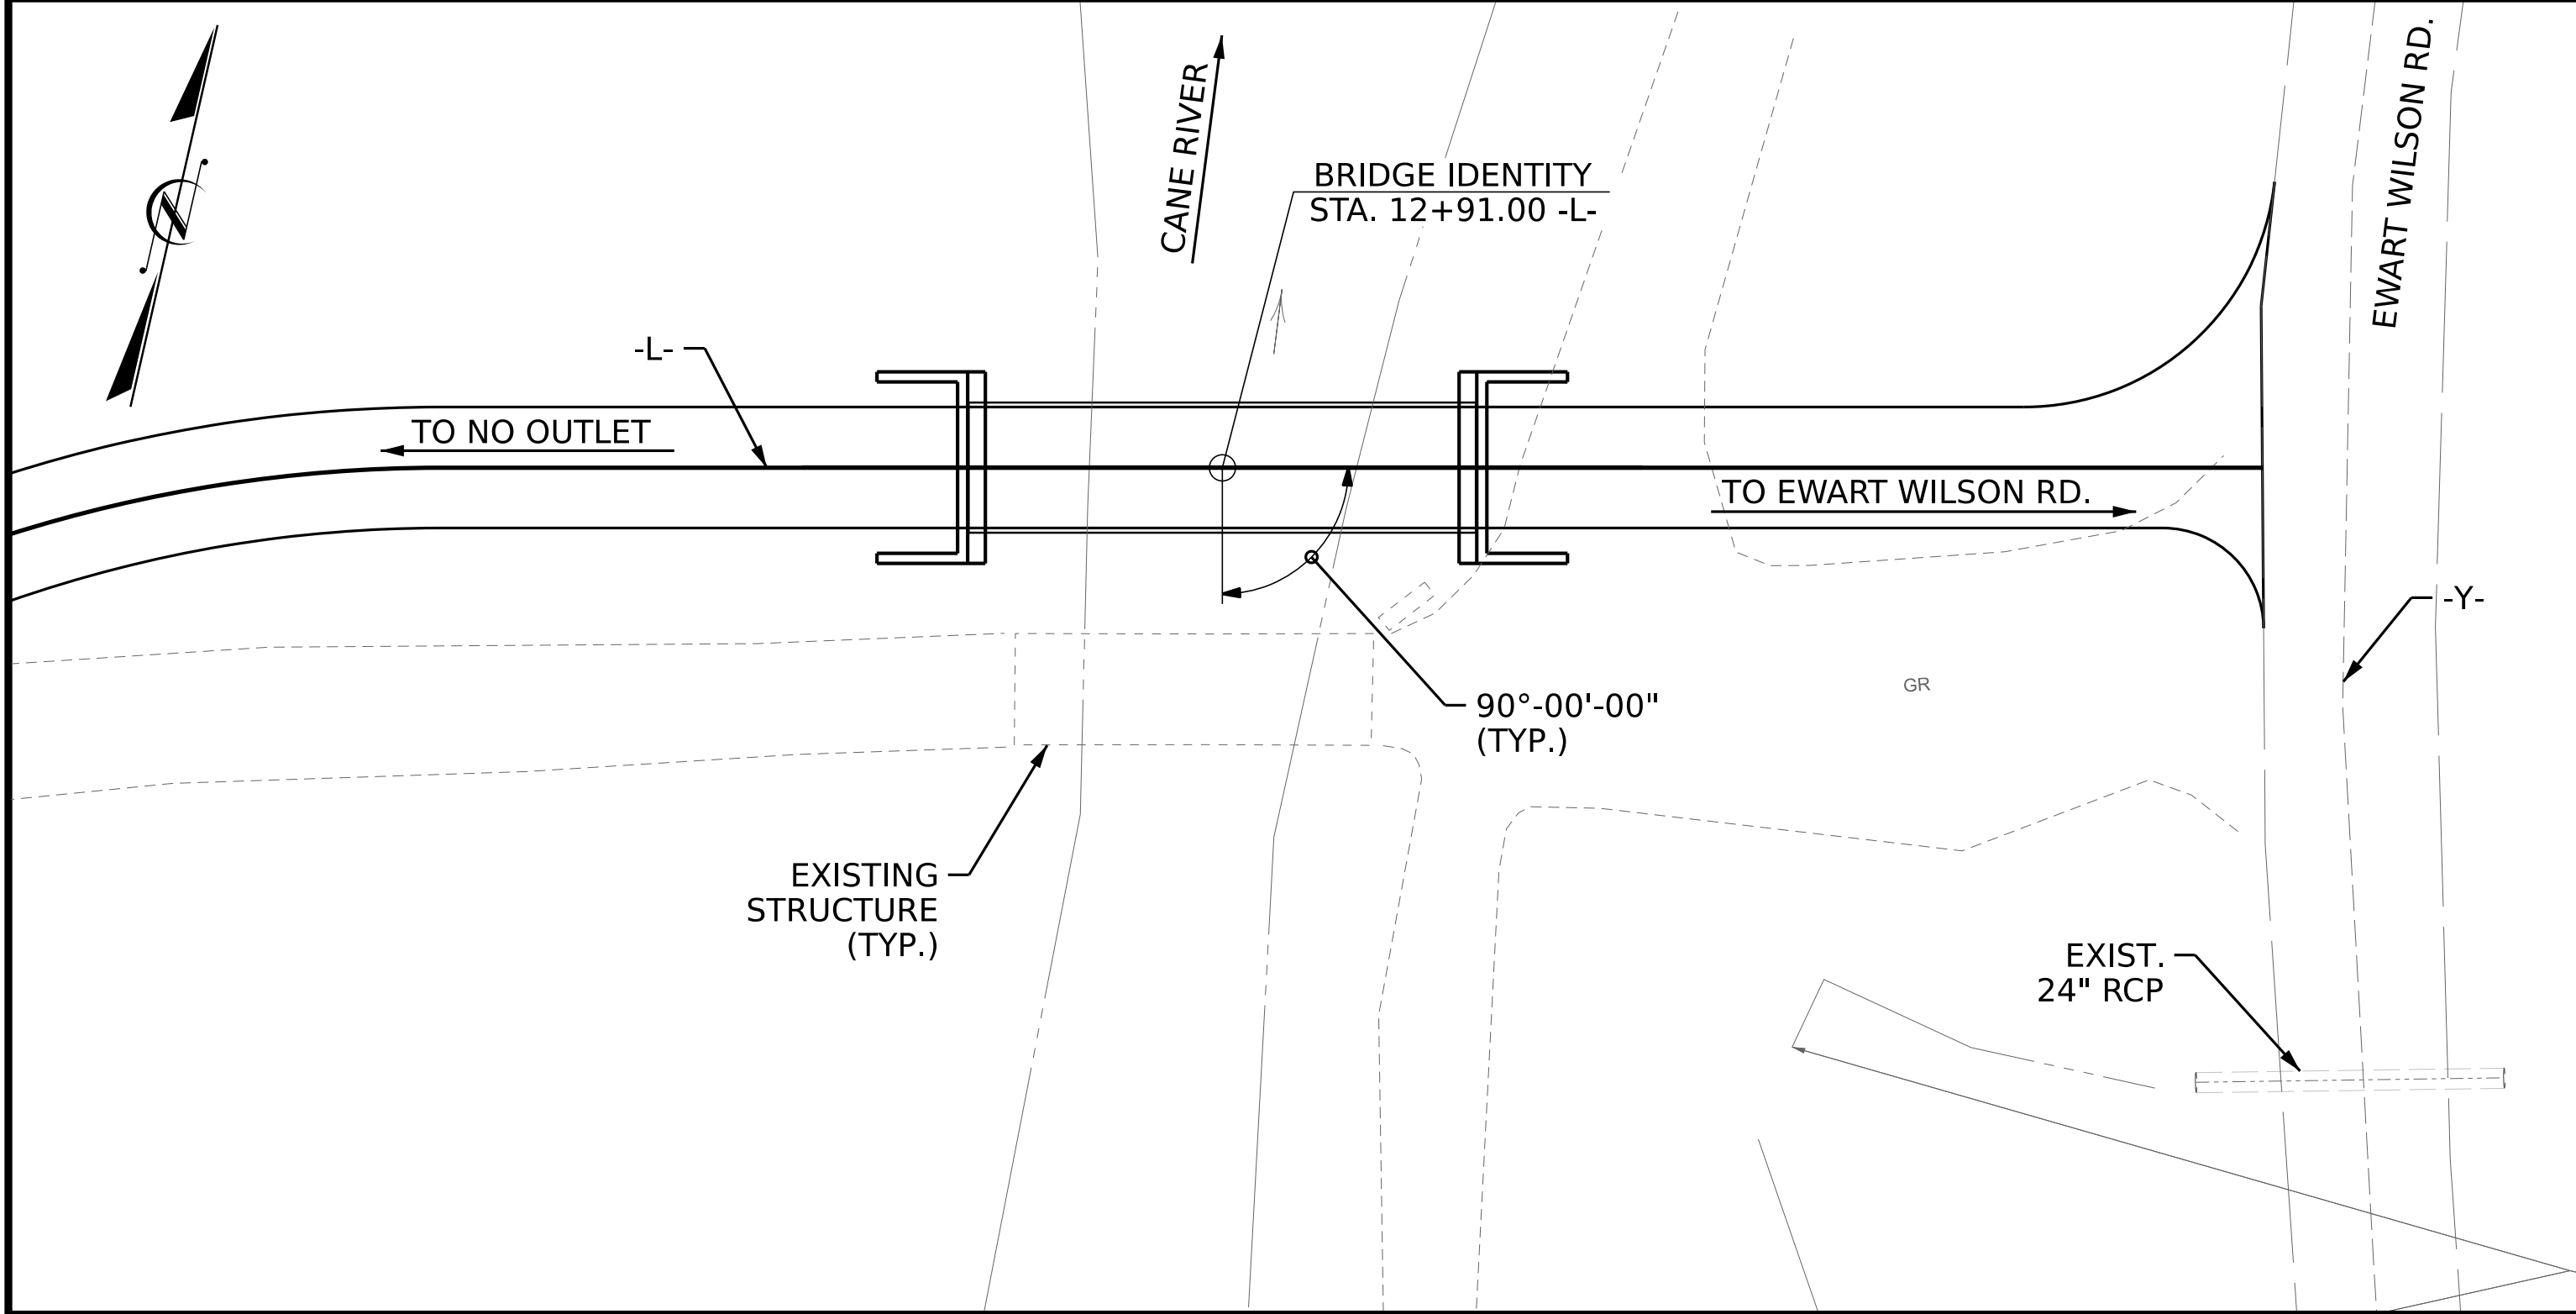 EWART WILSON RD.
CANE RIVER
BRIDGE IDENTITY
STA. 12+91.00 -L-
N
-L-
TO NO OUTLET
TO EWART WILSON RD.
-Y-
GR
90°-00'-00"
(TYP.)
EXISTING
STRUCTURE
(TYP.)
EXIST.
24" RCP